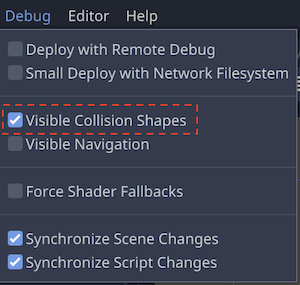 Debug Editor Help
Deploy with Remote Debug
Small Deploy with Network Filesystem
Visible Collision Shapes
Visible Navigation
Force Shader Fallbacks
Synchronize Scene Changes
Synchronize Script Changes